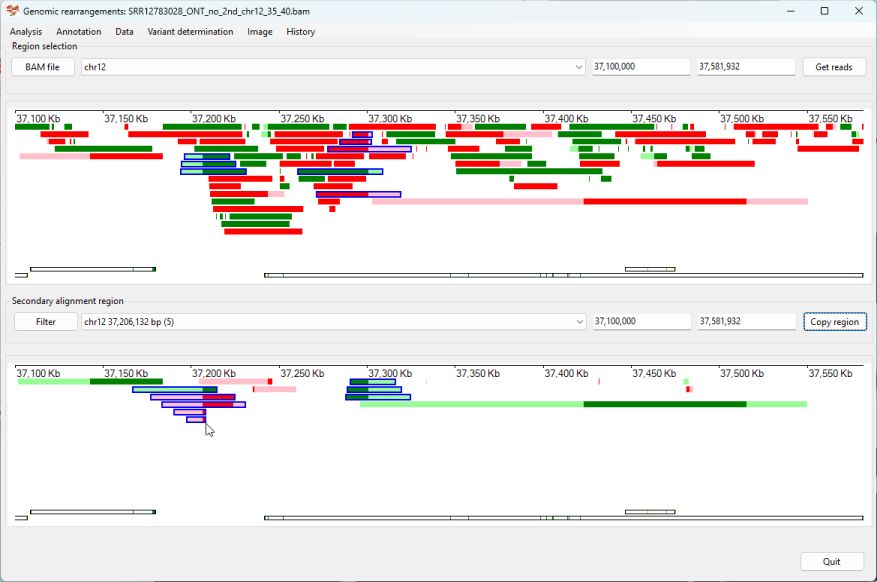 Genomic rearrangements: SRR12783028_ONT_no_2nd_chr12_35_40.bam
Analysis Annotation Data Variant determination Image History
Region selection
BAM file chr12 37,100,000 37,581,932 Get reads
37,100 Kb 37,150 Kb 37,200 Kb 37,250 Kb 37,300 Kb 37,350 Kb 37,400 Kb 37,450 Kb 37,500 Kb 37,550 Kb
Secondary alignment region
Filter chr12 37,206,132 bp (5) 37,100,000 37,581,932 Copy region
37,100 Kb 37,150 Kb 37,200 Kb 37,250 Kb 37,300 Kb 37,350 Kb 37,400 Kb 37,450 Kb 37,500 Kb 37,550 Kb
Quit